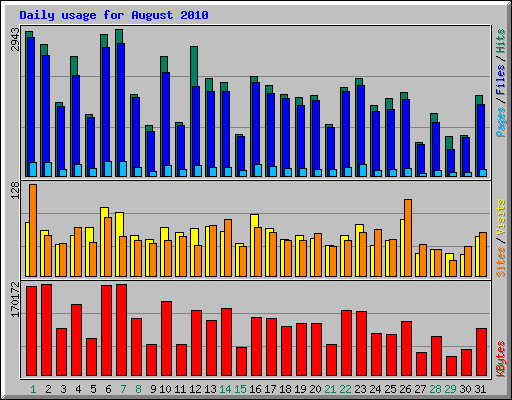 Daily usage for August 2010
2943
Pages / Files / Hits
128
Sites / Visits
170172
KBytes
1 2 3 4 5 6 7 8 9 10 11 12 13 14 15 16 17 18 19 20 21 22 23 24 25 26 27 28 29 30 31